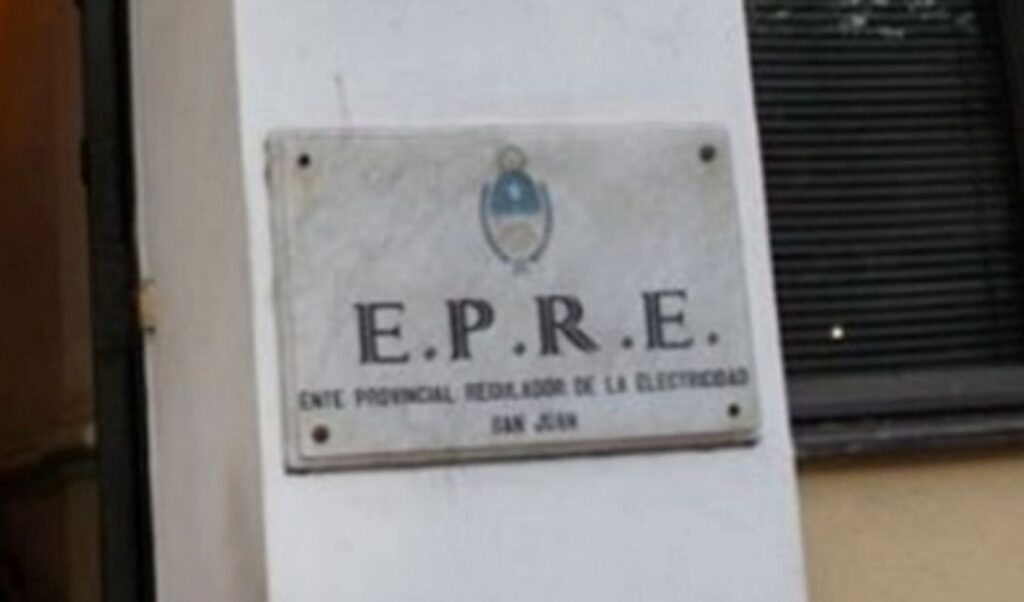 E.P.R.E.
ENTE PROVINCIAL REGULADOR DE LA ELECTRICIDAD
SAN JUAN